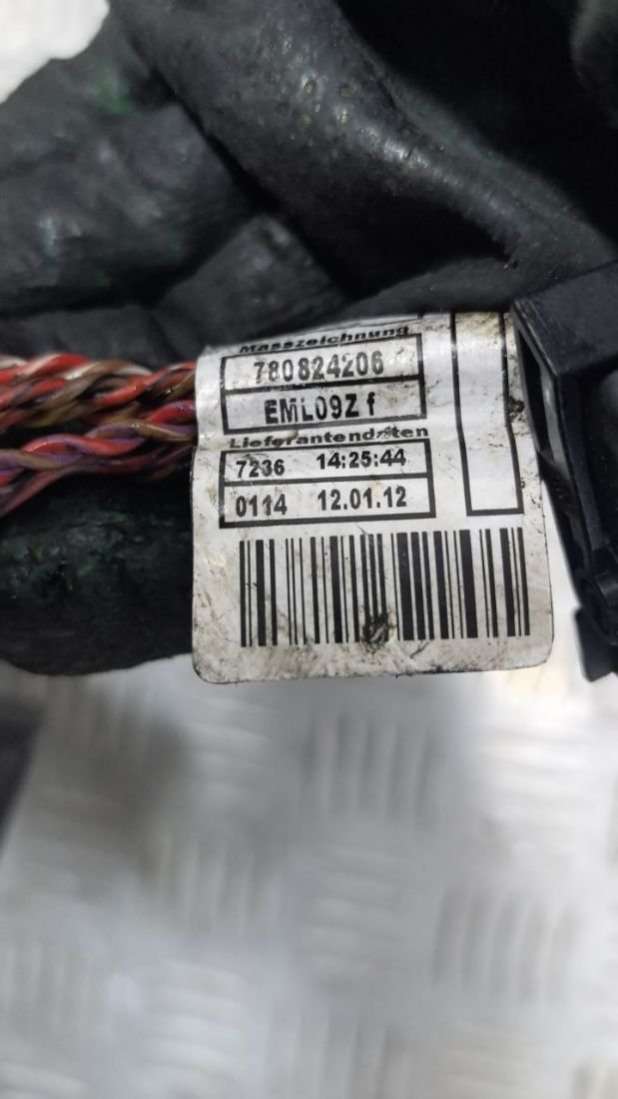 Masszeichnung
780824206
EML09Z f
Lieferantendaten
7236 14:25:44
0114 12.01.12